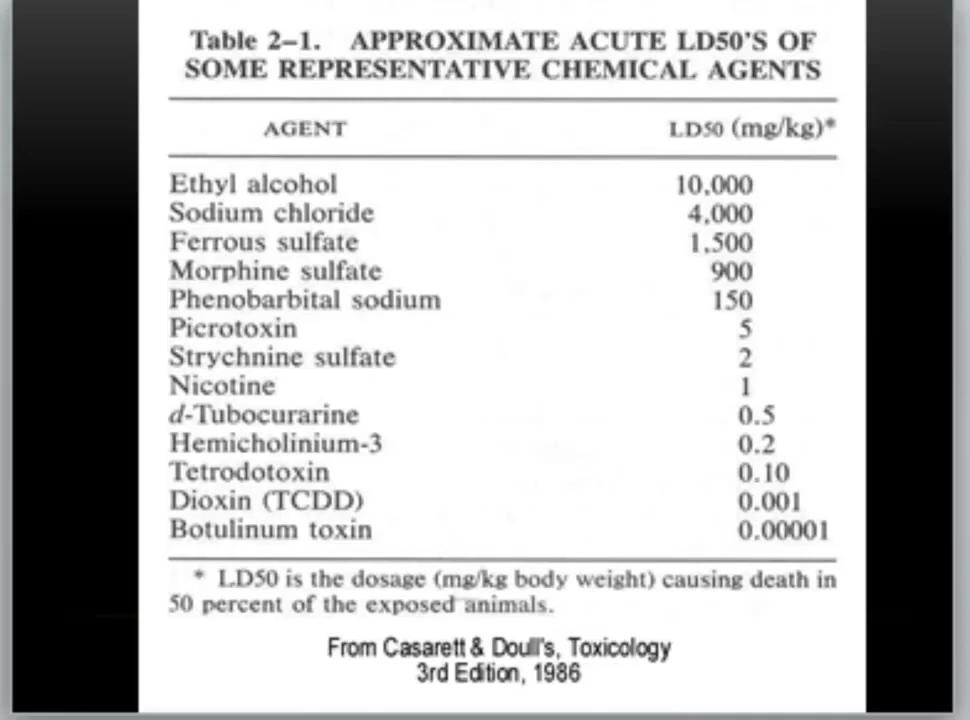 Table 2–1. APPROXIMATE ACUTE LD50'S OF
SOME REPRESENTATIVE CHEMICAL AGENTS
AGENT LD50 (mg/kg)*
Ethyl alcohol 10,000
Sodium chloride 4,000
Ferrous sulfate 1,500
Morphine sulfate 900
Phenobarbital sodium 150
Picrotoxin 5
Strychnine sulfate 2
Nicotine 1
d-Tubocurarine 0.5
Hemicholinium-3 0.2
Tetrodotoxin 0.10
Dioxin (TCDD) 0.001
Botulinum toxin 0.00001
* LD50 is the dosage (mg/kg body weight) causing death in
50 percent of the exposed animals.
From Casarett & Doull's, Toxicology
3rd Edition, 1986